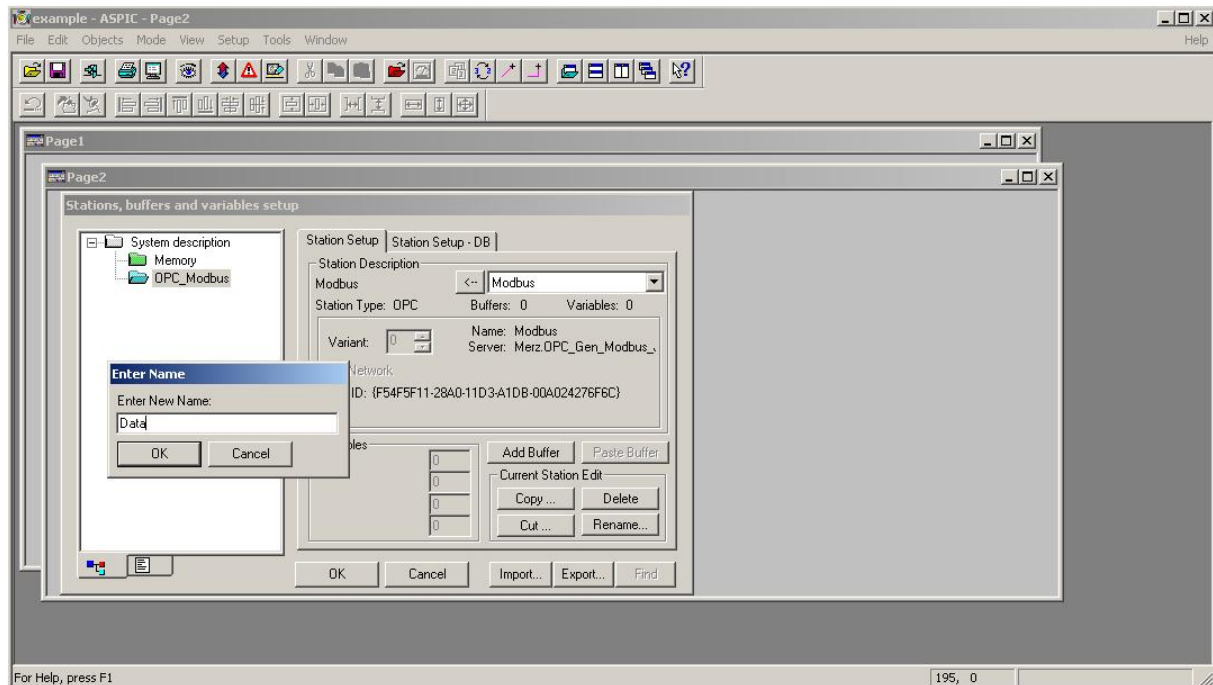 example - ASPIC - Page2
File Edit Objects Mode View Setup Tools Window Help
Page1
Page2
Stations, buffers and variables setup
System description
Memory
OPC_Modbus
Station Setup Station Setup - DB
Station Description
Modbus <-- Modbus
Station Type: OPC Buffers: 0 Variables: 0
Variant: 0 Name: Modbus
Server: Merz.OPC_Gen_Modbus_
Network
ID: {F54F5F11-28A0-11D3-A1DB-00A024276F6C}
Enter Name
Enter New Name:
Data
OK Cancel
0
0
0
0
Add Buffer Paste Buffer
Current Station Edit
Copy ... Delete
Cut ... Rename...
OK Cancel Import... Export... Find
For Help, press F1 195, 0